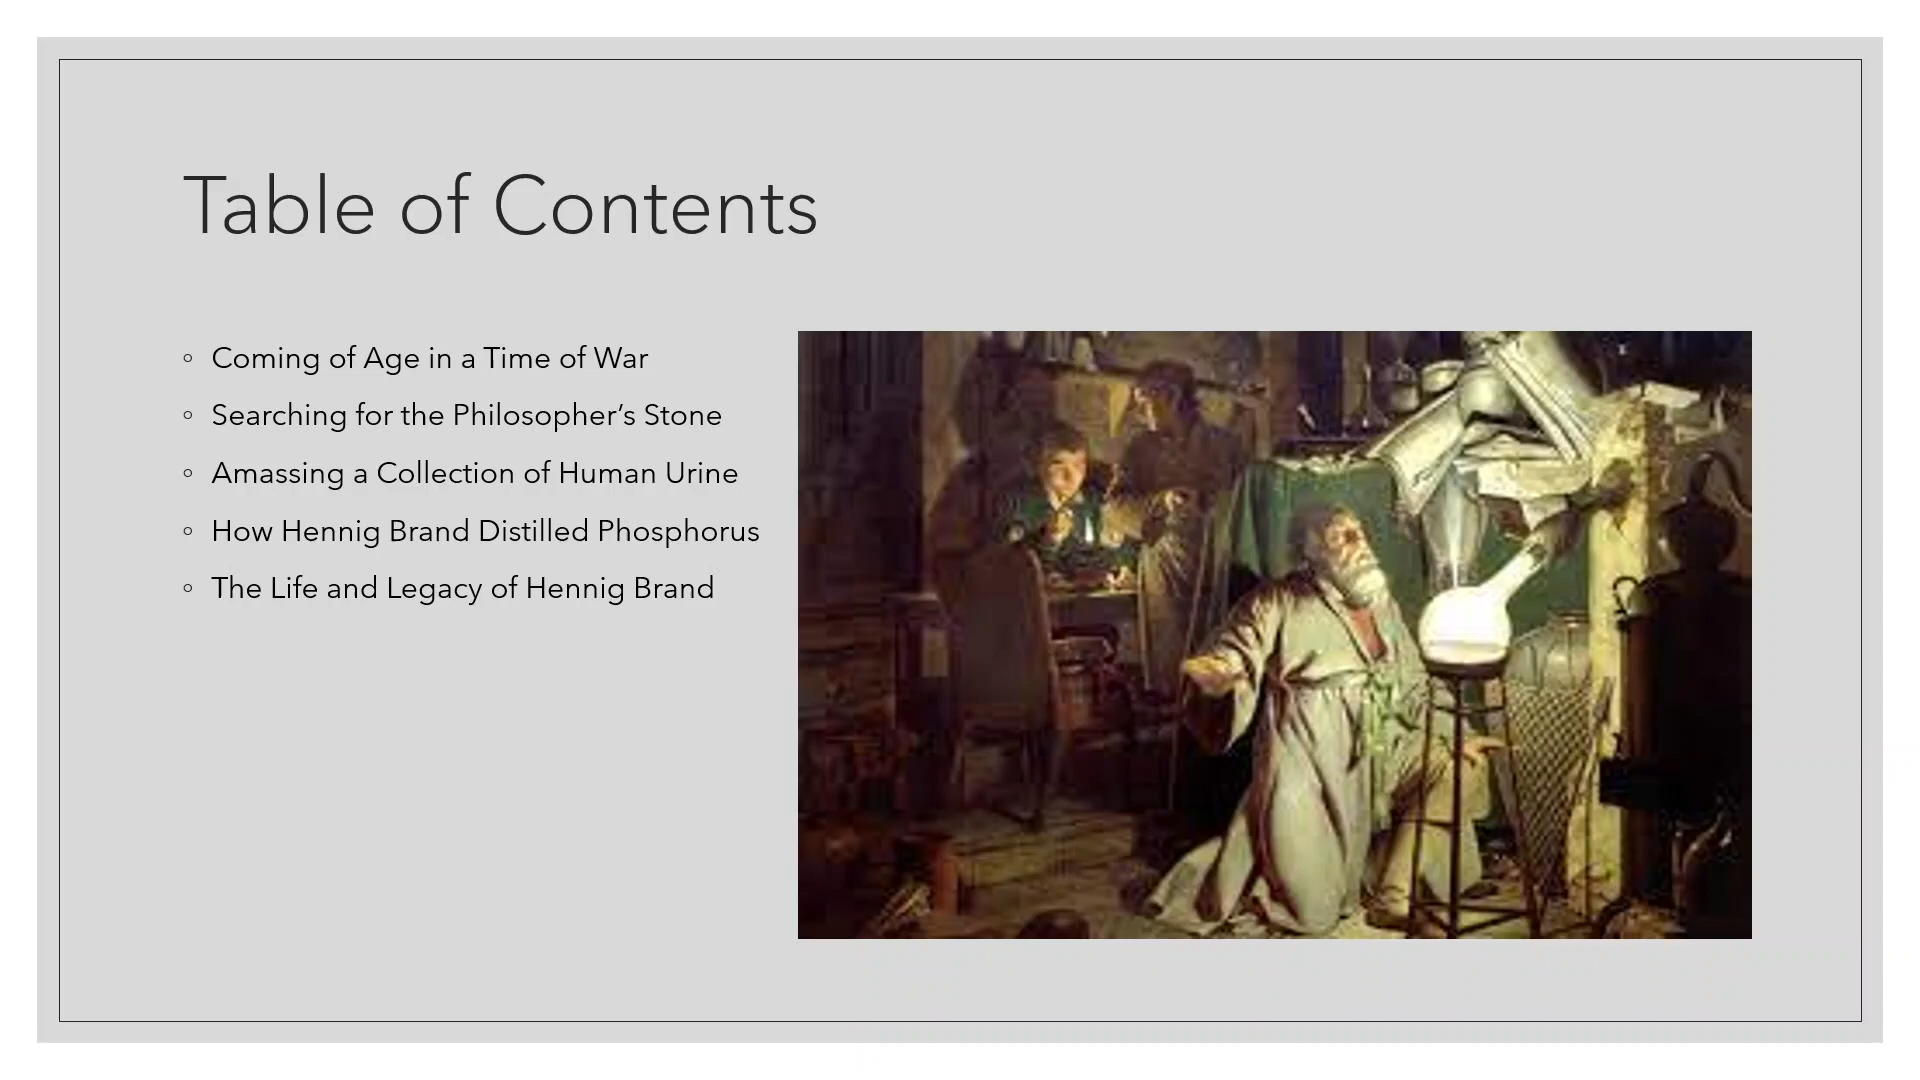 Table of Contents
Coming of Age in a Time of War
Searching for the Philosopher’s Stone
Amassing a Collection of Human Urine
How Hennig Brand Distilled Phosphorus
The Life and Legacy of Hennig Brand